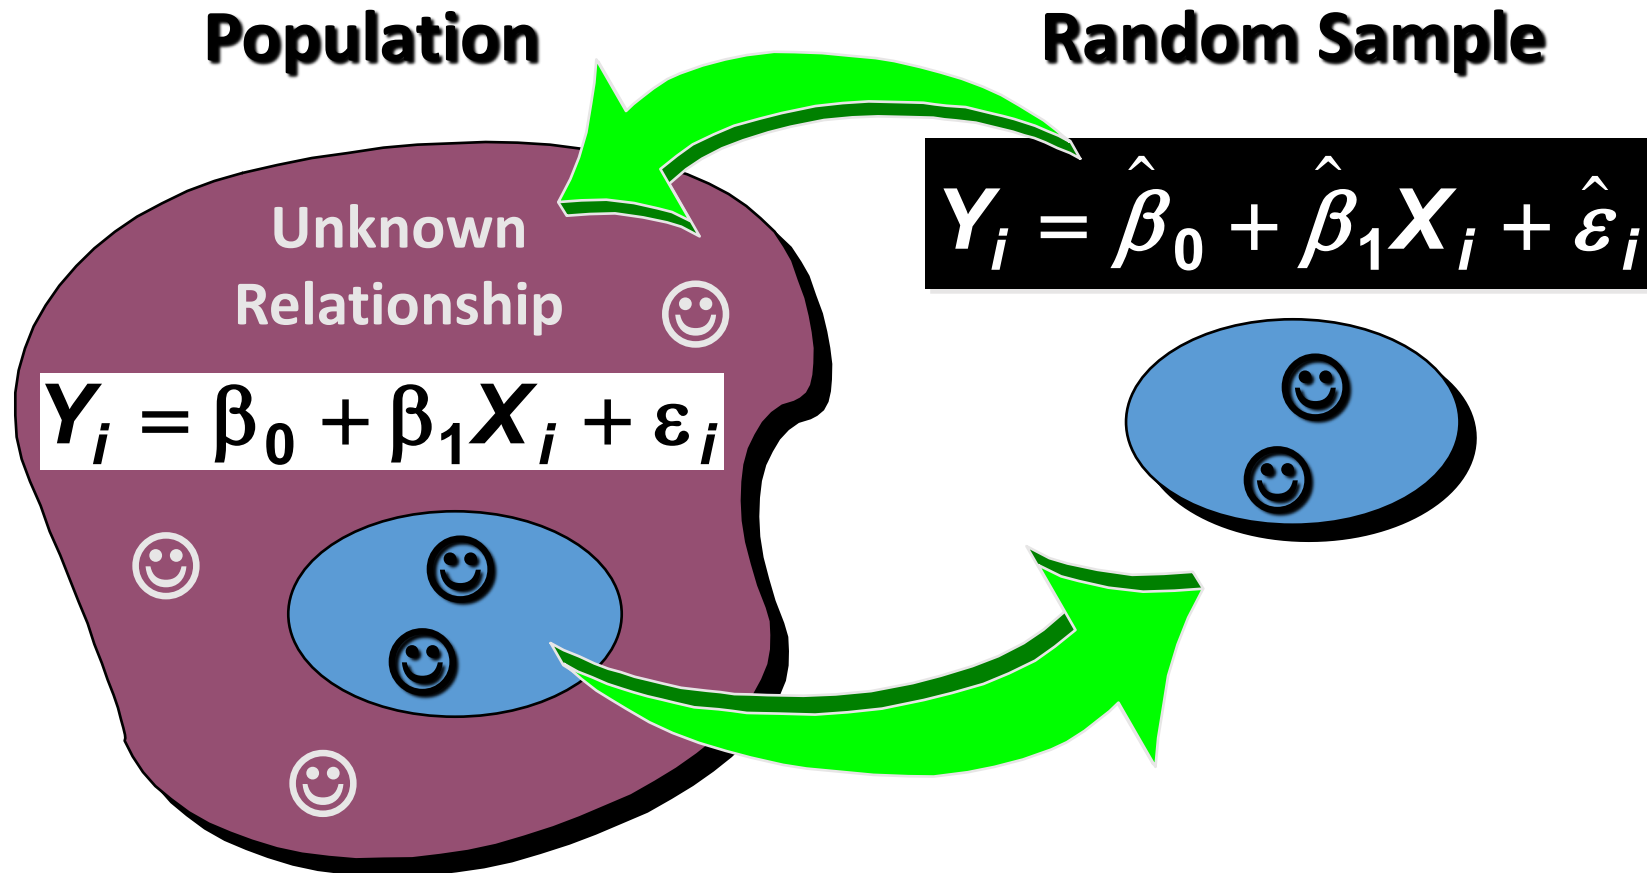 Population
Random Sample
Unknown
Relationship
Yᵢ = β₀ + β₁Xᵢ + εᵢ
Yᵢ = β̂₀ + β̂₁Xᵢ + ε̂ᵢ